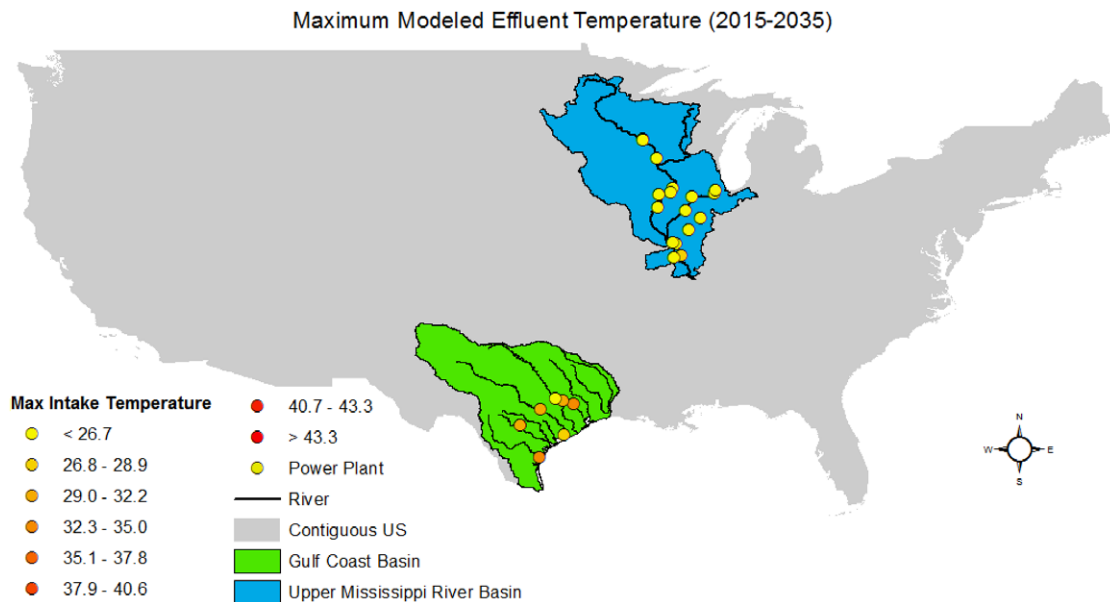 Maximum Modeled Effluent Temperature (2015-2035)
N
W
E
S
Max Intake Temperature
< 26.7
26.8 - 28.9
29.0 - 32.2
32.3 - 35.0
35.1 - 37.8
37.9 - 40.6
40.7 - 43.3
> 43.3
Power Plant
River
Contiguous US
Gulf Coast Basin
Upper Mississippi River Basin